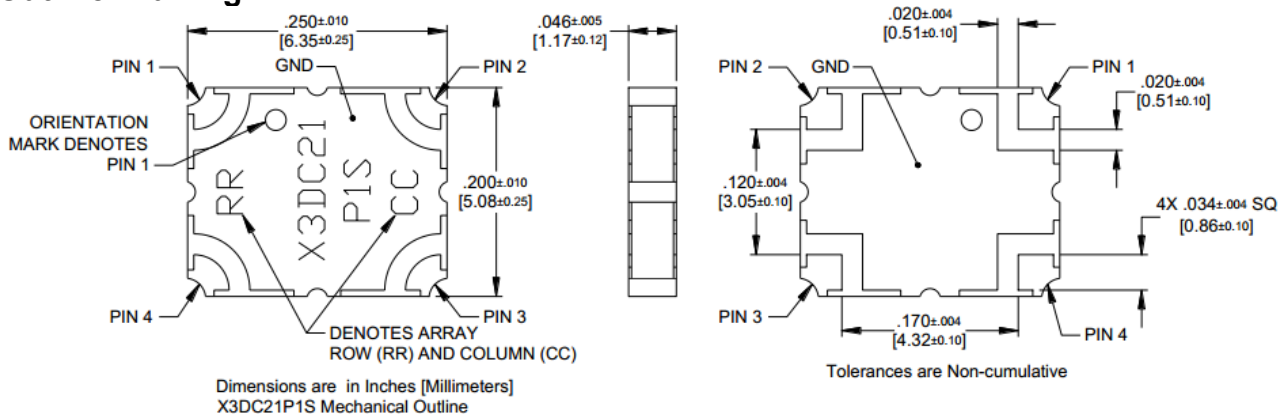 .250±.010
[6.35±0.25]
.046±.005
[1.17±0.12]
.020±.004
[0.51±0.10]
PIN 1
GND
PIN 2
PIN 2
GND
PIN 1
.020±.004
[0.51±0.10]
ORIENTATION
MARK DENOTES
PIN 1
RR
X3DC21
P1S
CC
.200±.010
[5.08±0.25]
.120±.004
[3.05±0.10]
4X .034±.004 SQ
[0.86±0.10]
PIN 4
PIN 3
PIN 3
PIN 4
DENOTES ARRAY
ROW (RR) AND COLUMN (CC)
.170±.004
[4.32±0.10]
Tolerances are Non-cumulative
Dimensions are in Inches [Millimeters]
X3DC21P1S Mechanical Outline